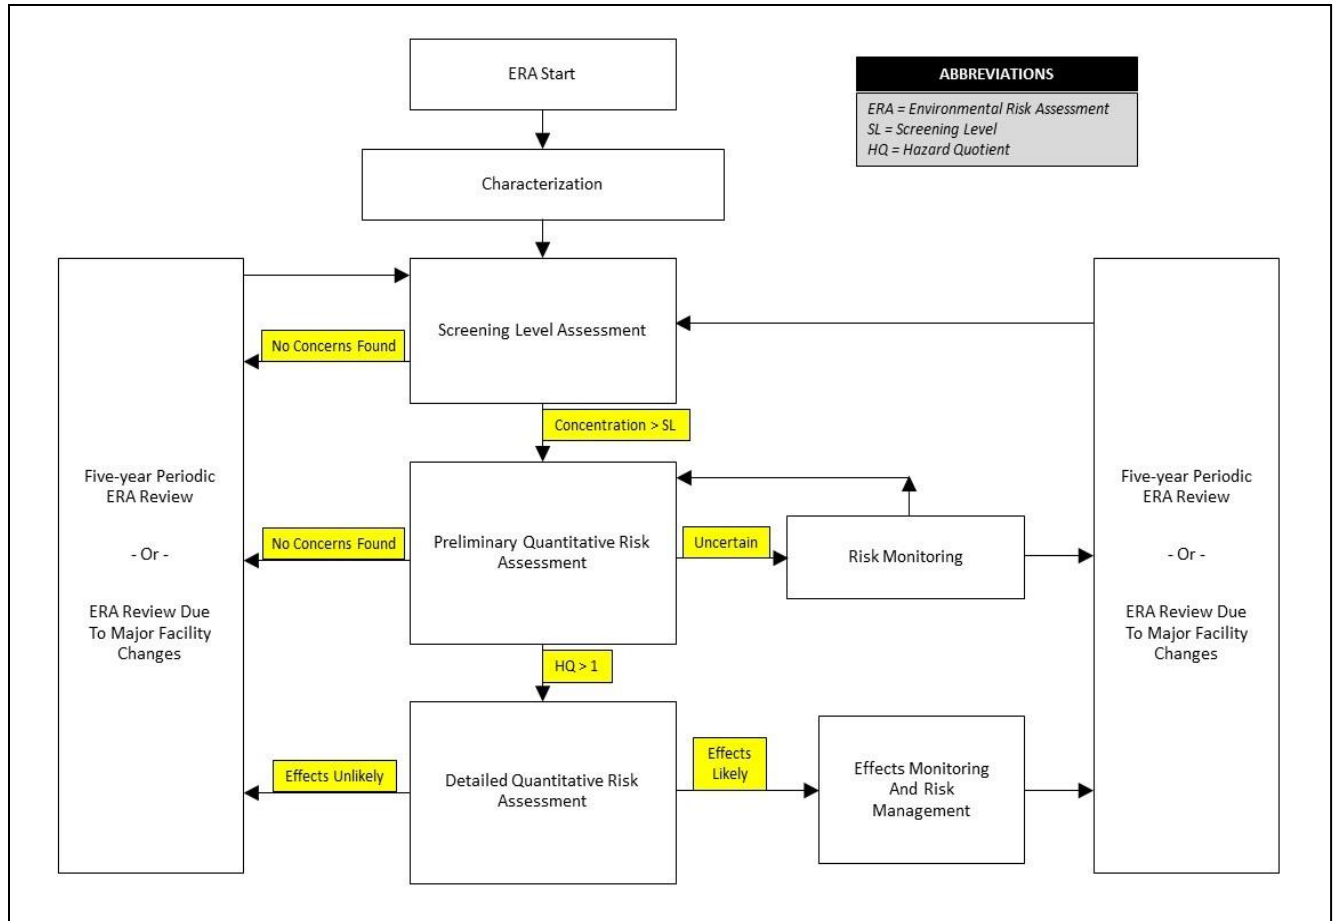 ERA Start
ABBREVIATIONS
ERA = Environmental Risk Assessment
SL = Screening Level
HQ = Hazard Quotient
Characterization
Screening Level Assessment
No Concerns Found
Concentration > SL
Five-year Periodic
ERA Review
- Or -
ERA Review Due
To Major Facility
Changes
No Concerns Found
Preliminary Quantitative Risk
Assessment
Uncertain
Risk Monitoring
Five-year Periodic
ERA Review
- Or -
ERA Review Due
To Major Facility
Changes
HQ > 1
Effects Unlikely
Detailed Quantitative Risk
Assessment
Effects
Likely
Effects Monitoring
And Risk
Management